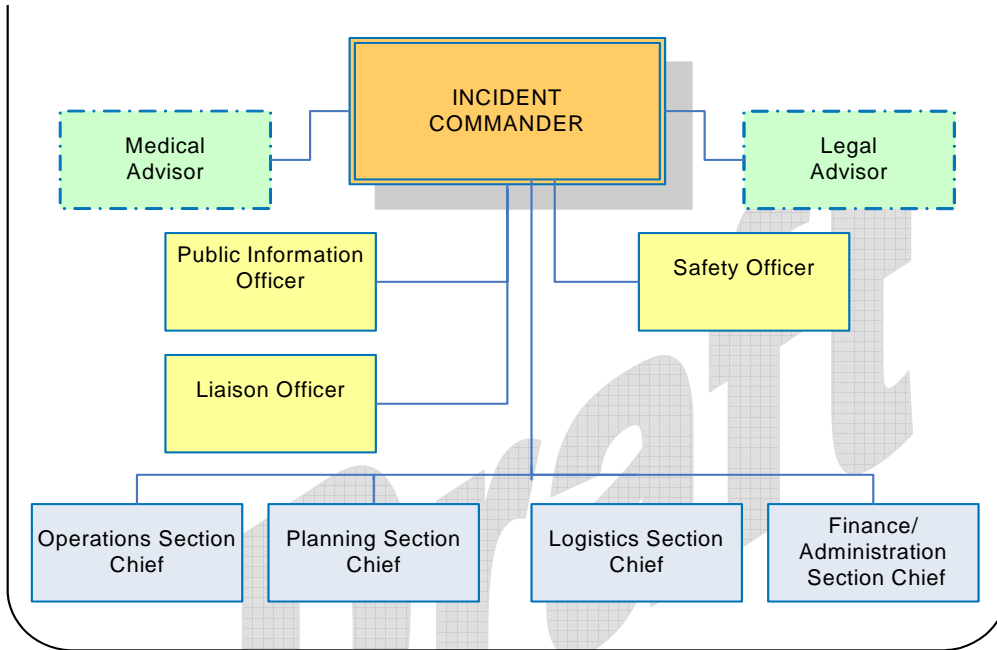 INCIDENT
COMMANDER
Medical
Advisor
Legal
Advisor
Public Information
Officer
Safety Officer
Liaison Officer
Operations Section
Chief
Planning Section
Chief
Logistics Section
Chief
Finance/
Administration
Section Chief
Draft